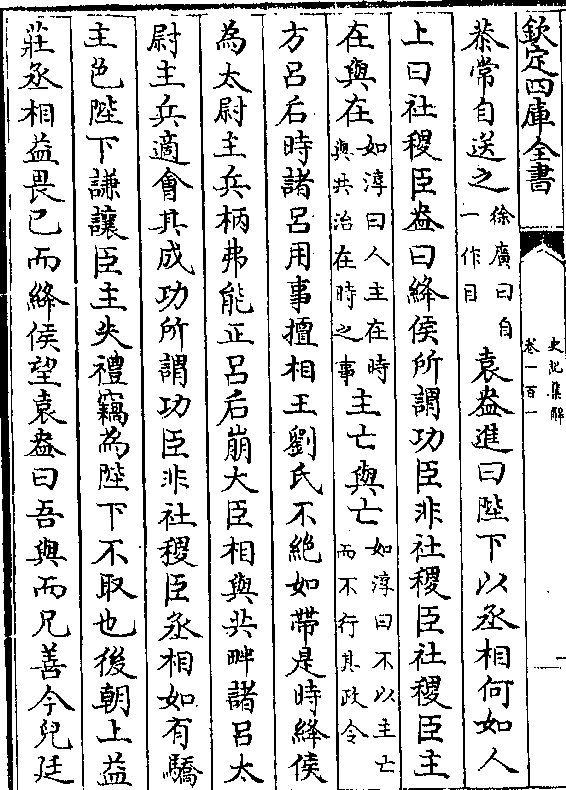 欽定四庫全書
史記集解
卷一百一
恭常自送之徐廣曰自一作目袁盎進曰陛下以丞相何如人
上曰社稷臣盎曰絳侯所謂功臣非社稷臣社稷臣主
在與在如淳曰人主在時與共治在時之事主亡與亡如淳曰不以主亡而不行其政令
方呂后時諸呂用事擅相王劉氏不絕如帶是時絳侯
為太尉主兵柄弗能正呂后崩大臣相與共畔諸呂太
尉主兵適會其成功所謂功臣非社稷臣丞相如有驕
主色陛下謙讓臣主失禮竊為陛下不取也後朝上益
莊丞相益畏已而絳侯望袁盎曰吾與而兄善今兒廷